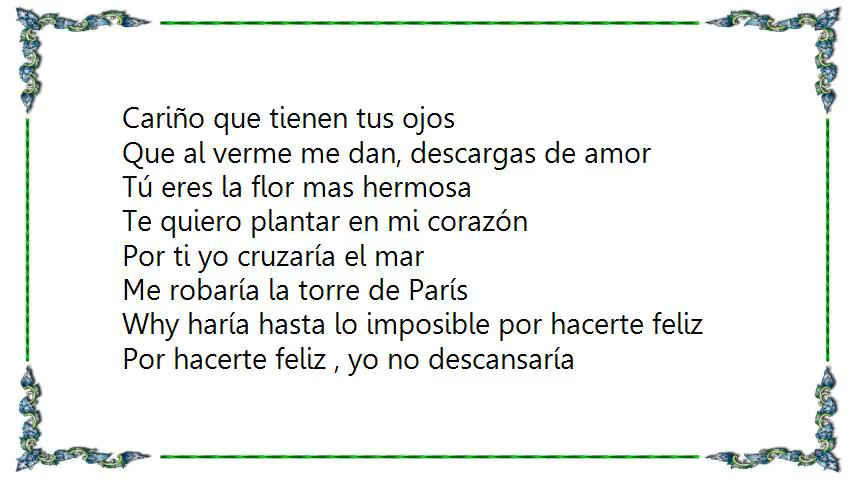 Cariño que tienen tus ojos
Que al verme me dan, descargas de amor
Tú eres la flor mas hermosa
Te quiero plantar en mi corazón
Por ti yo cruzaría el mar
Me robaría la torre de París
Why haría hasta lo imposible por hacerte feliz
Por hacerte feliz , yo no descansaría